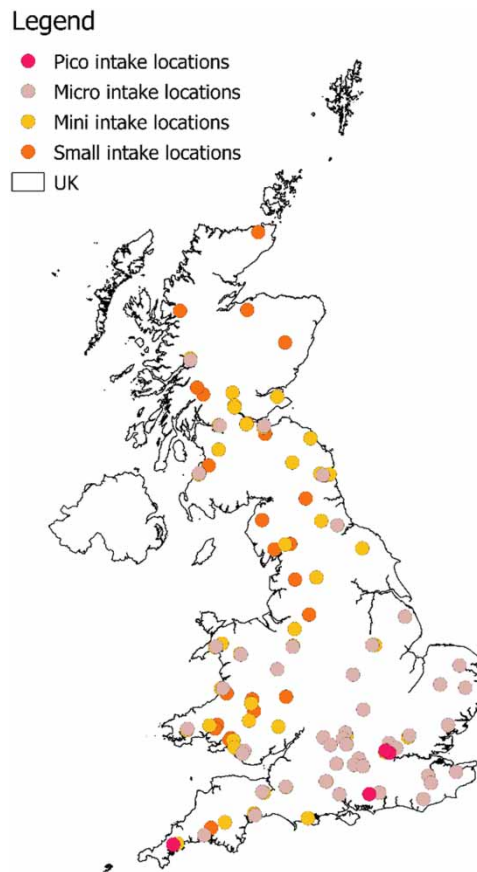 Legend
Pico intake locations
Micro intake locations
Mini intake locations
Small intake locations
UK